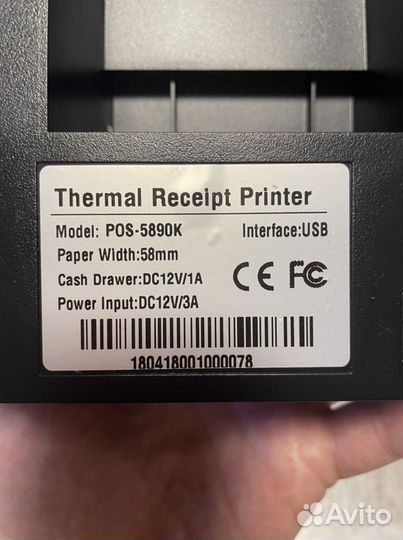 Thermal Receipt Printer
Model: POS-5890K Interface:USB
Paper Width:58mm
Cash Drawer:DC12V/1A
Power Input:DC12V/3A
CE FC
180418001000078
Avito